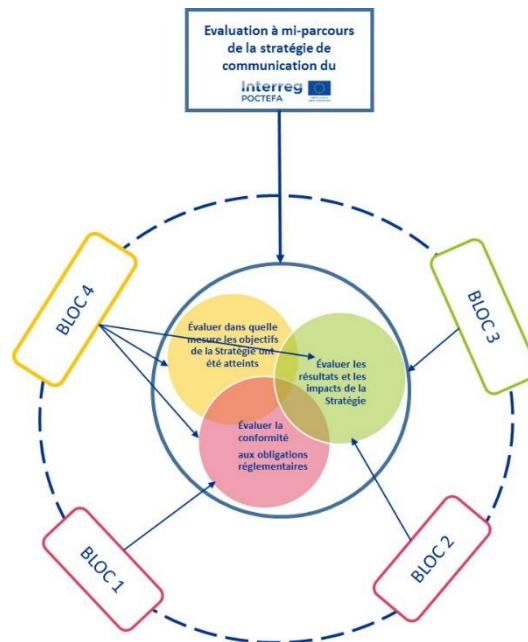 Evaluation à mi-parcours
de la stratégie de
communication du
Interreg
POCTEFA
BLOC 4
BLOC 3
Évaluer dans quelle
mesure les objectifs
de la Stratégie ont
été atteints
Évaluer les
résultats et les
impacts de la
Stratégie
Évaluer la
conformité
aux obligations
réglementaires
BLOC 1
BLOC 2